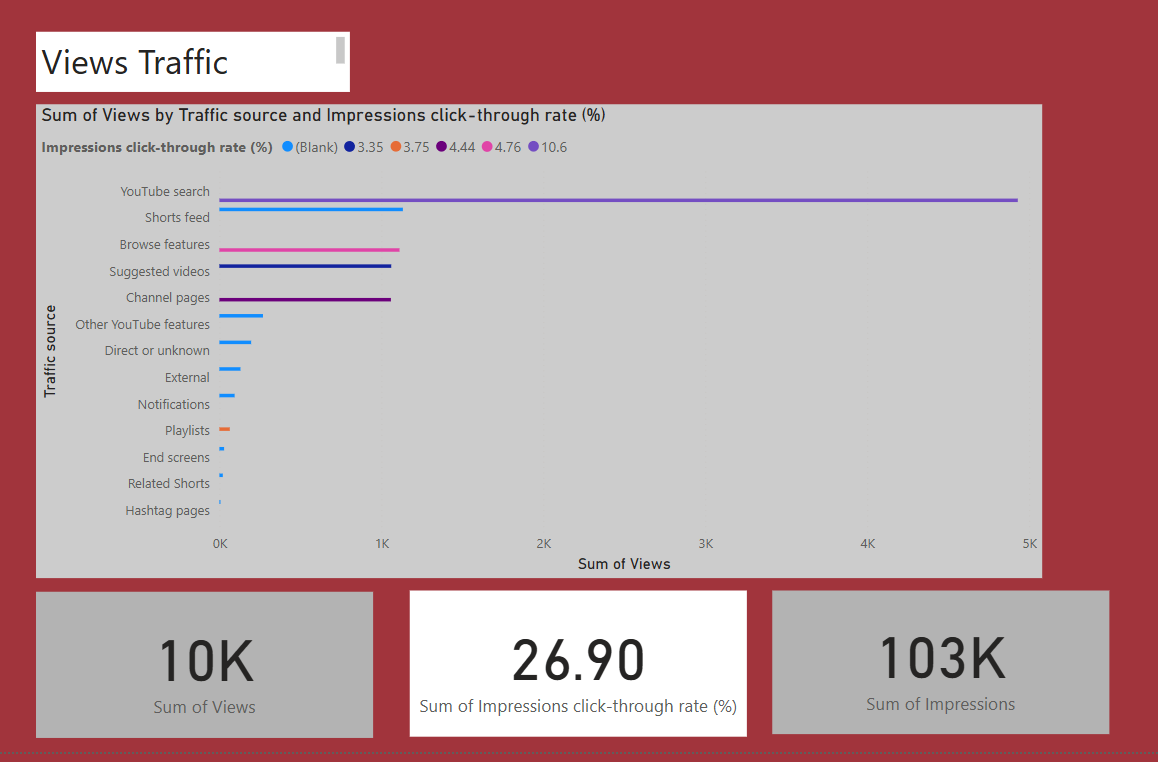 Views Traffic
Sum of Views by Traffic source and Impressions click-through rate (%)
Impressions click-through rate (%) (Blank) 3.35 3.75 4.44 4.76 10.6
Traffic source
YouTube search
Shorts feed
Browse features
Suggested videos
Channel pages
Other YouTube features
Direct or unknown
External
Notifications
Playlists
End screens
Related Shorts
Hashtag pages
0K 1K 2K 3K 4K 5K
Sum of Views
10K
Sum of Views
26.90
Sum of Impressions click-through rate (%)
103K
Sum of Impressions